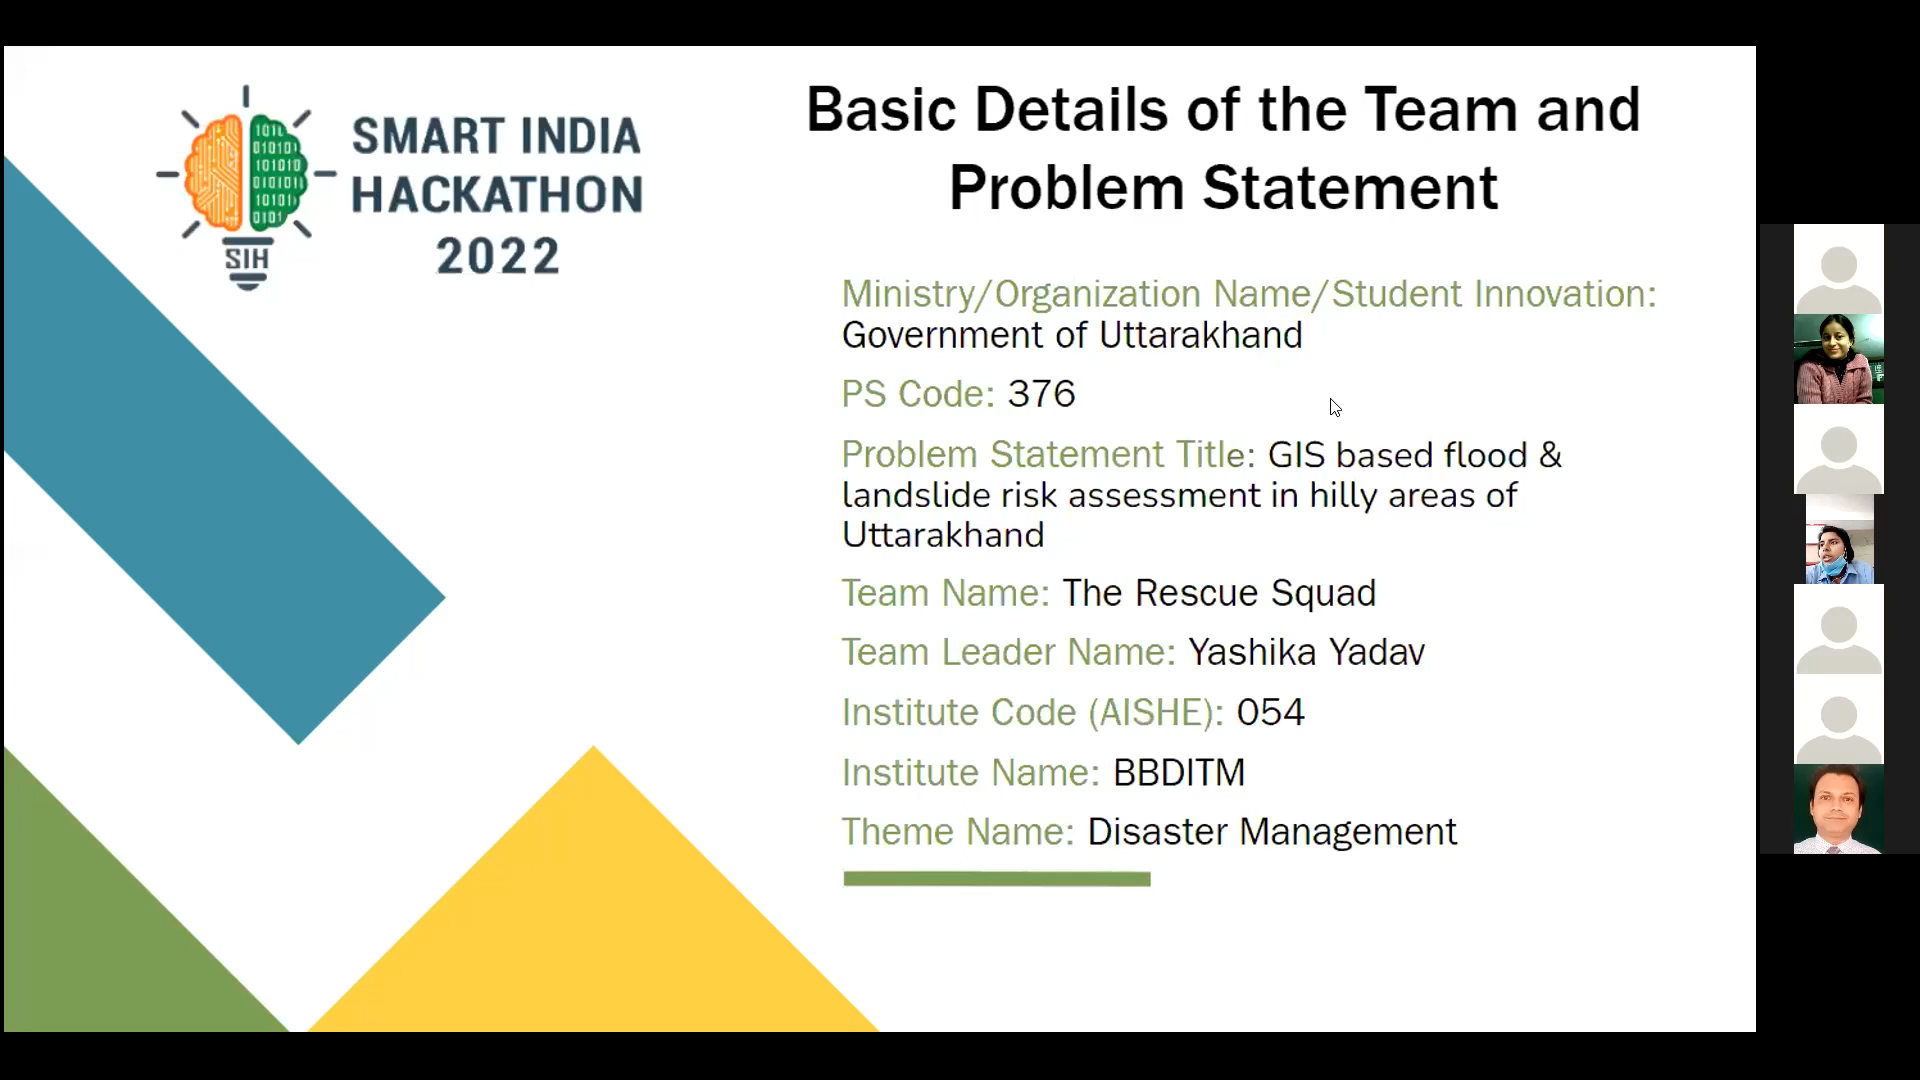 SMART INDIA
HACKATHON
2022
SIH
Basic Details of the Team and
Problem Statement
Ministry/Organization Name/Student Innovation:
Government of Uttarakhand
PS Code: 376
Problem Statement Title: GIS based flood &
landslide risk assessment in hilly areas of
Uttarakhand
Team Name: The Rescue Squad
Team Leader Name: Yashika Yadav
Institute Code (AISHE): 054
Institute Name: BBDITM
Theme Name: Disaster Management